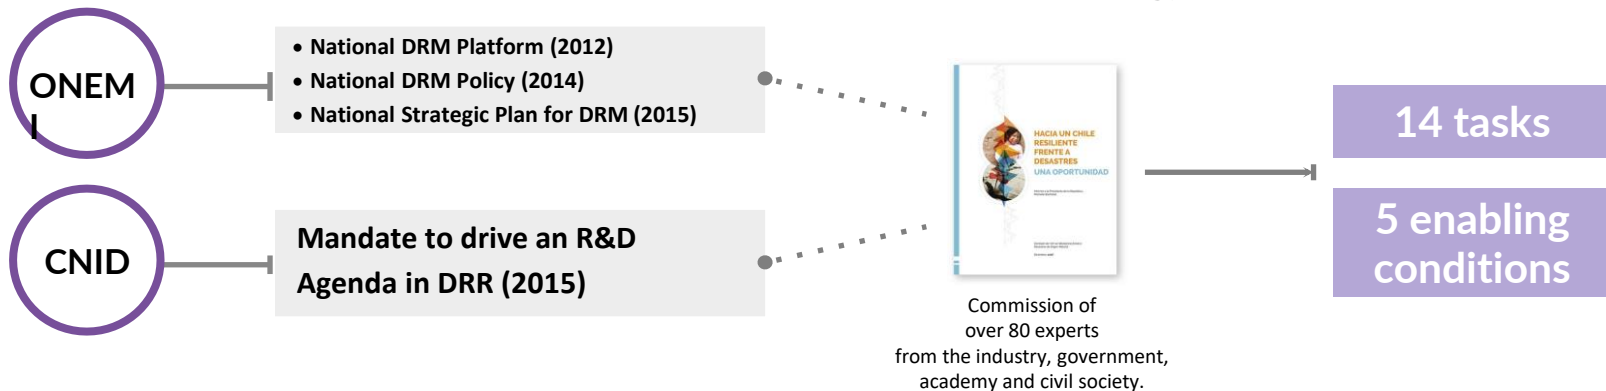 ONEM
I
• National DRM Platform (2012)
• National DRM Policy (2014)
• National Strategic Plan for DRM (2015)
CNID
Mandate to drive an R&D
Agenda in DRR (2015)
HACIA UN CHILE
RESILIENTE
FRENTE A
DESASTRES
UNA OPORTUNIDAD
Commission of
over 80 experts
from the industry, government,
academy and civil society.
14 tasks
5 enabling
conditions